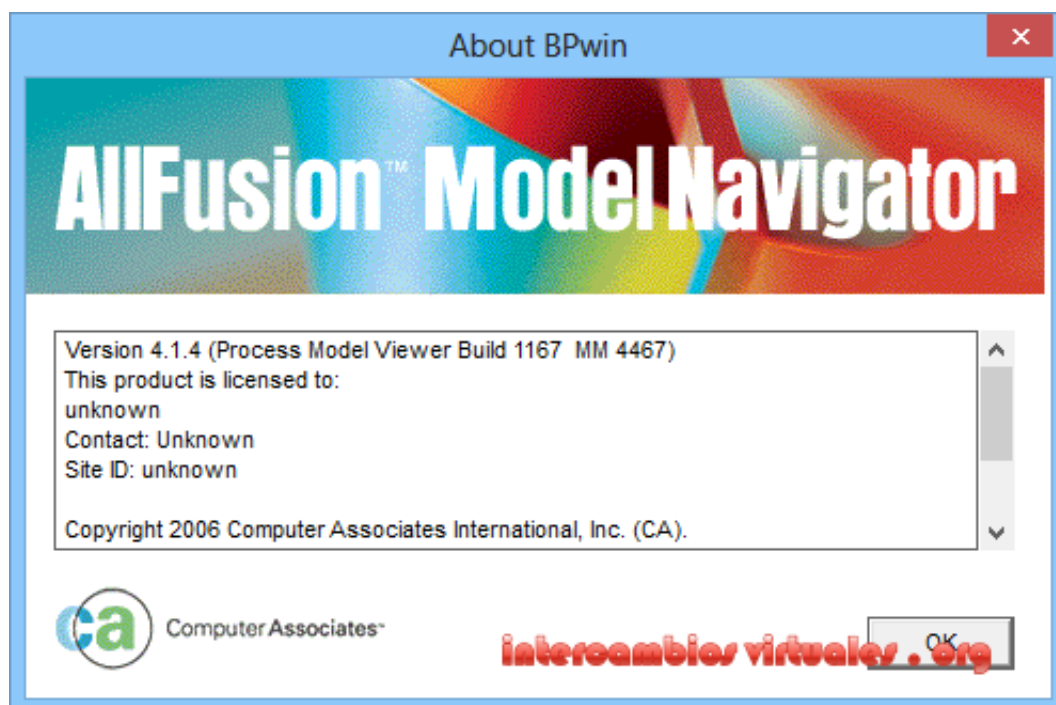 About BPwin
AllFusion™ Model Navigator
Version 4.1.4 (Process Model Viewer Build 1167 MM 4467)
This product is licensed to:
unknown
Contact: Unknown
Site ID: unknown
Copyright 2006 Computer Associates International, Inc. (CA).
ca Computer Associates™
OK
intercambios virtuales . org